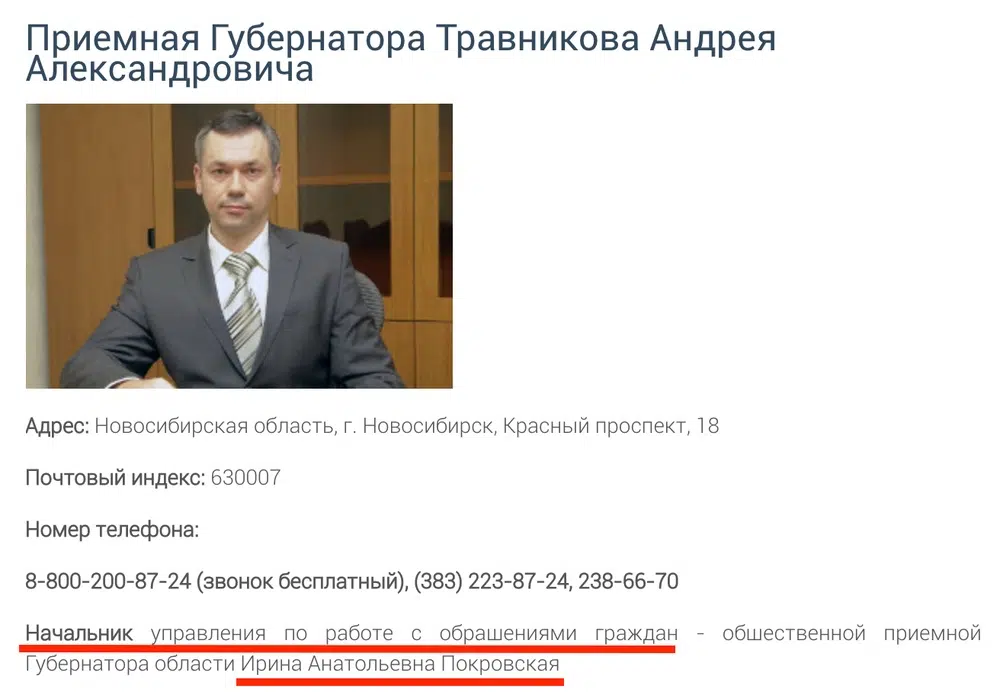 Приемная Губернатора Травникова Андрея
Александровича
Адрес: Новосибирская область, г. Новосибирск, Красный проспект, 18
Почтовый индекс: 630007
Номер телефона:
8-800-200-87-24 (звонок бесплатный), (383) 223-87-24, 238-66-70
Начальник управления по работе с обрашениями граждан - обшественной приемной
Губернатора области Ирина Анатольевна Покровская